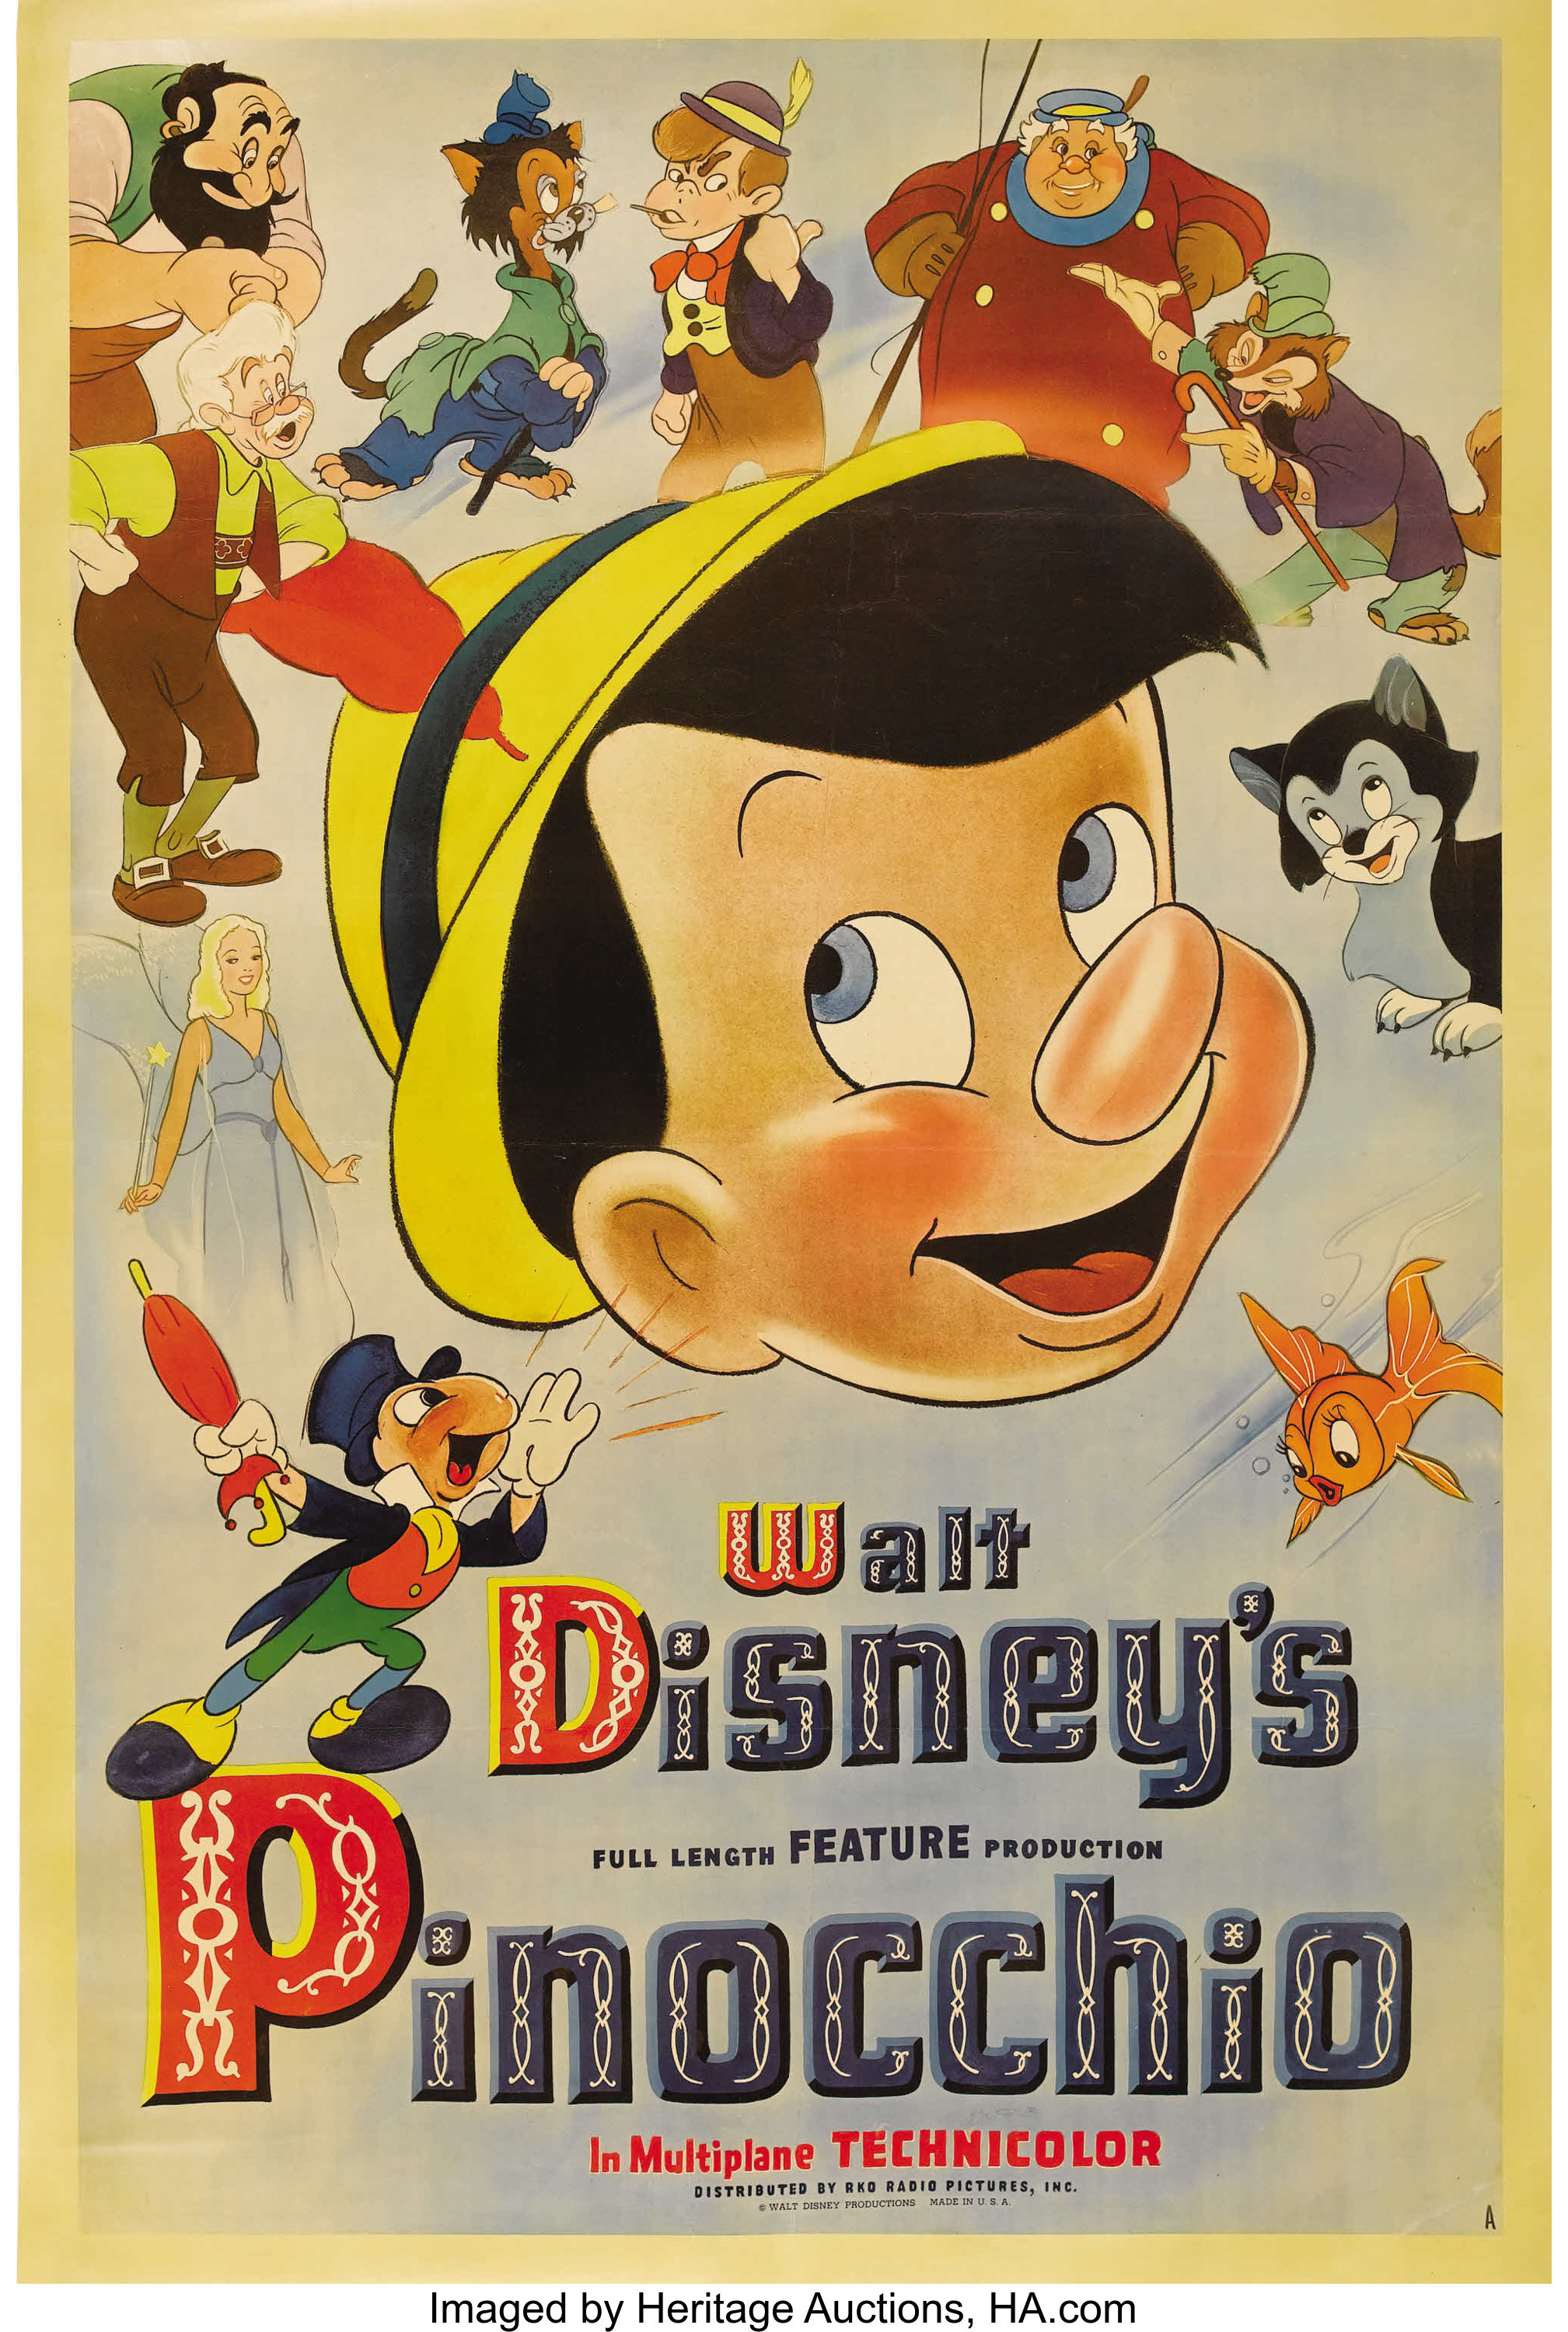 Walt
Disney's
FULL LENGTH FEATURE PRODUCTION
Pinocchio
In Multiplane TECHNICOLOR
DISTRIBUTED BY RKO RADIO PICTURES, INC.
© WALT DISNEY PRODUCTIONS MADE IN U. S. A.
A
Imaged by Heritage Auctions, HA.com